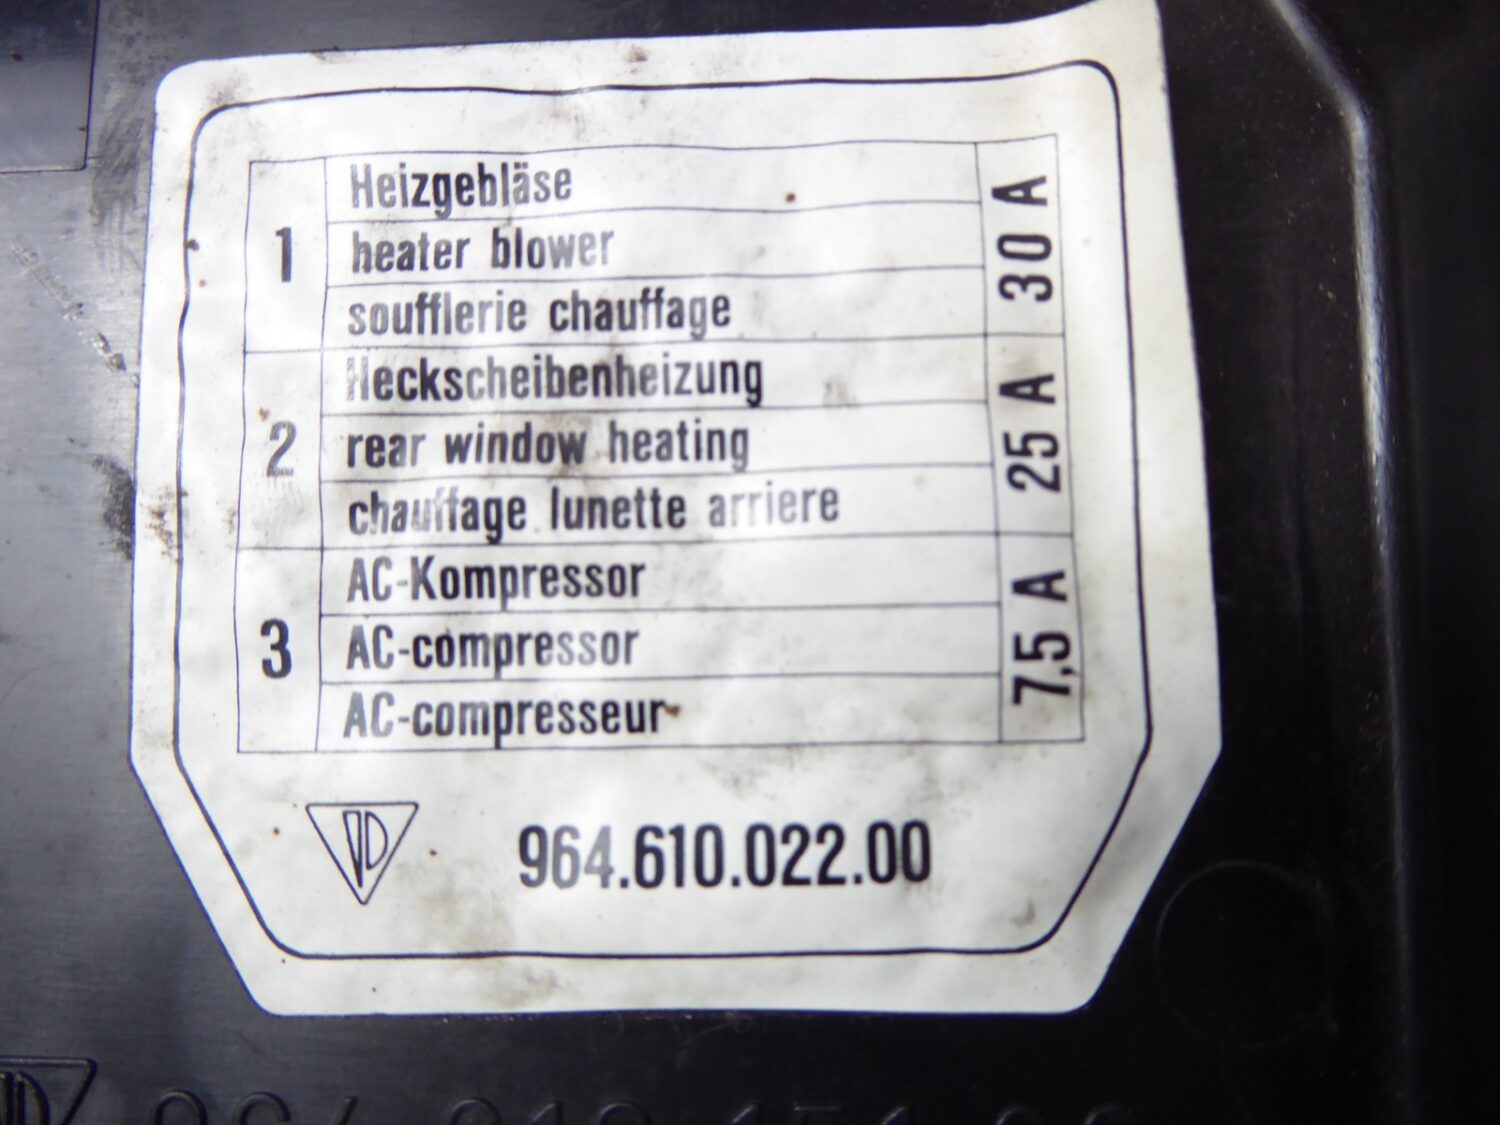 1
Heizgebläse
heater blower
soufflerie chauffage
30 A
2
Heckscheibenheizung
rear window heating
chauffage lunette arriere
25 A
3
AC-Kompressor
AC-compressor
AC-compresseur
7,5 A
964.610.022.00